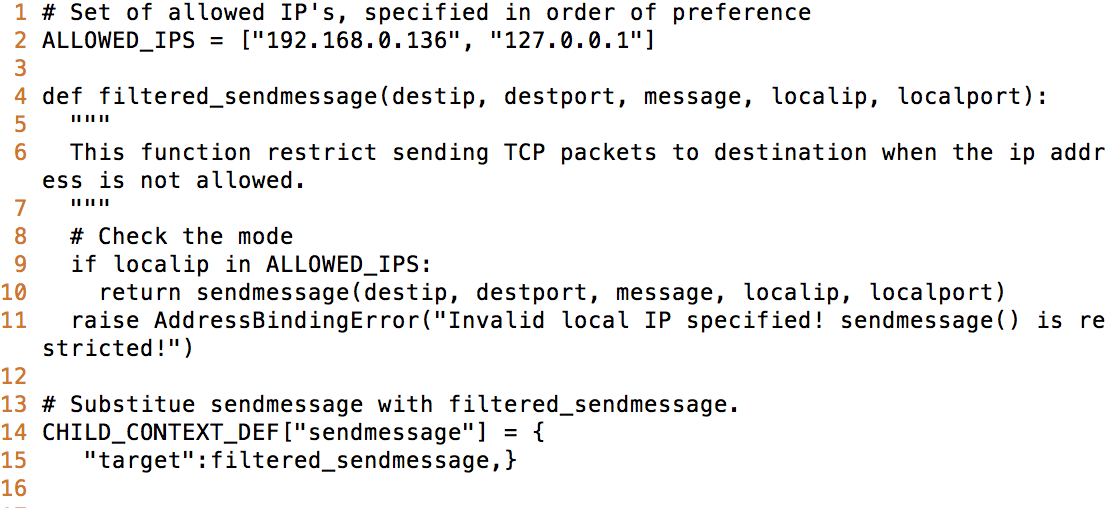 1 # Set of allowed IP's, specified in order of preference
2 ALLOWED_IPS = ["192.168.0.136", "127.0.0.1"]
3
4 def filtered_sendmessage(destip, destport, message, localip, localport):
5   """
6   This function restrict sending TCP packets to destination when the ip addr
ess is not allowed.
7   """
8   # Check the mode
9   if localip in ALLOWED_IPS:
10     return sendmessage(destip, destport, message, localip, localport)
11   raise AddressBindingError("Invalid local IP specified! sendmessage() is re
stricted!")
12
13 # Substitue sendmessage with filtered_sendmessage.
14 CHILD_CONTEXT_DEF["sendmessage"] = {
15    "target":filtered_sendmessage,}
16